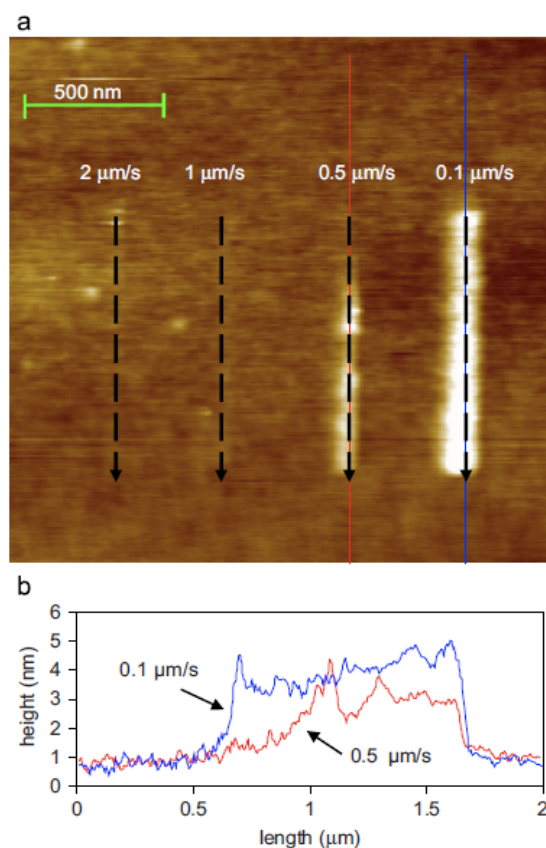 a
500 nm
2 μm/s 1 μm/s 0.5 μm/s 0.1 μm/s
b
6
5
4
3
2
1
0
height (nm)
0.1 μm/s
0.5 μm/s
0 0.5 1 1.5 2
length (μm)